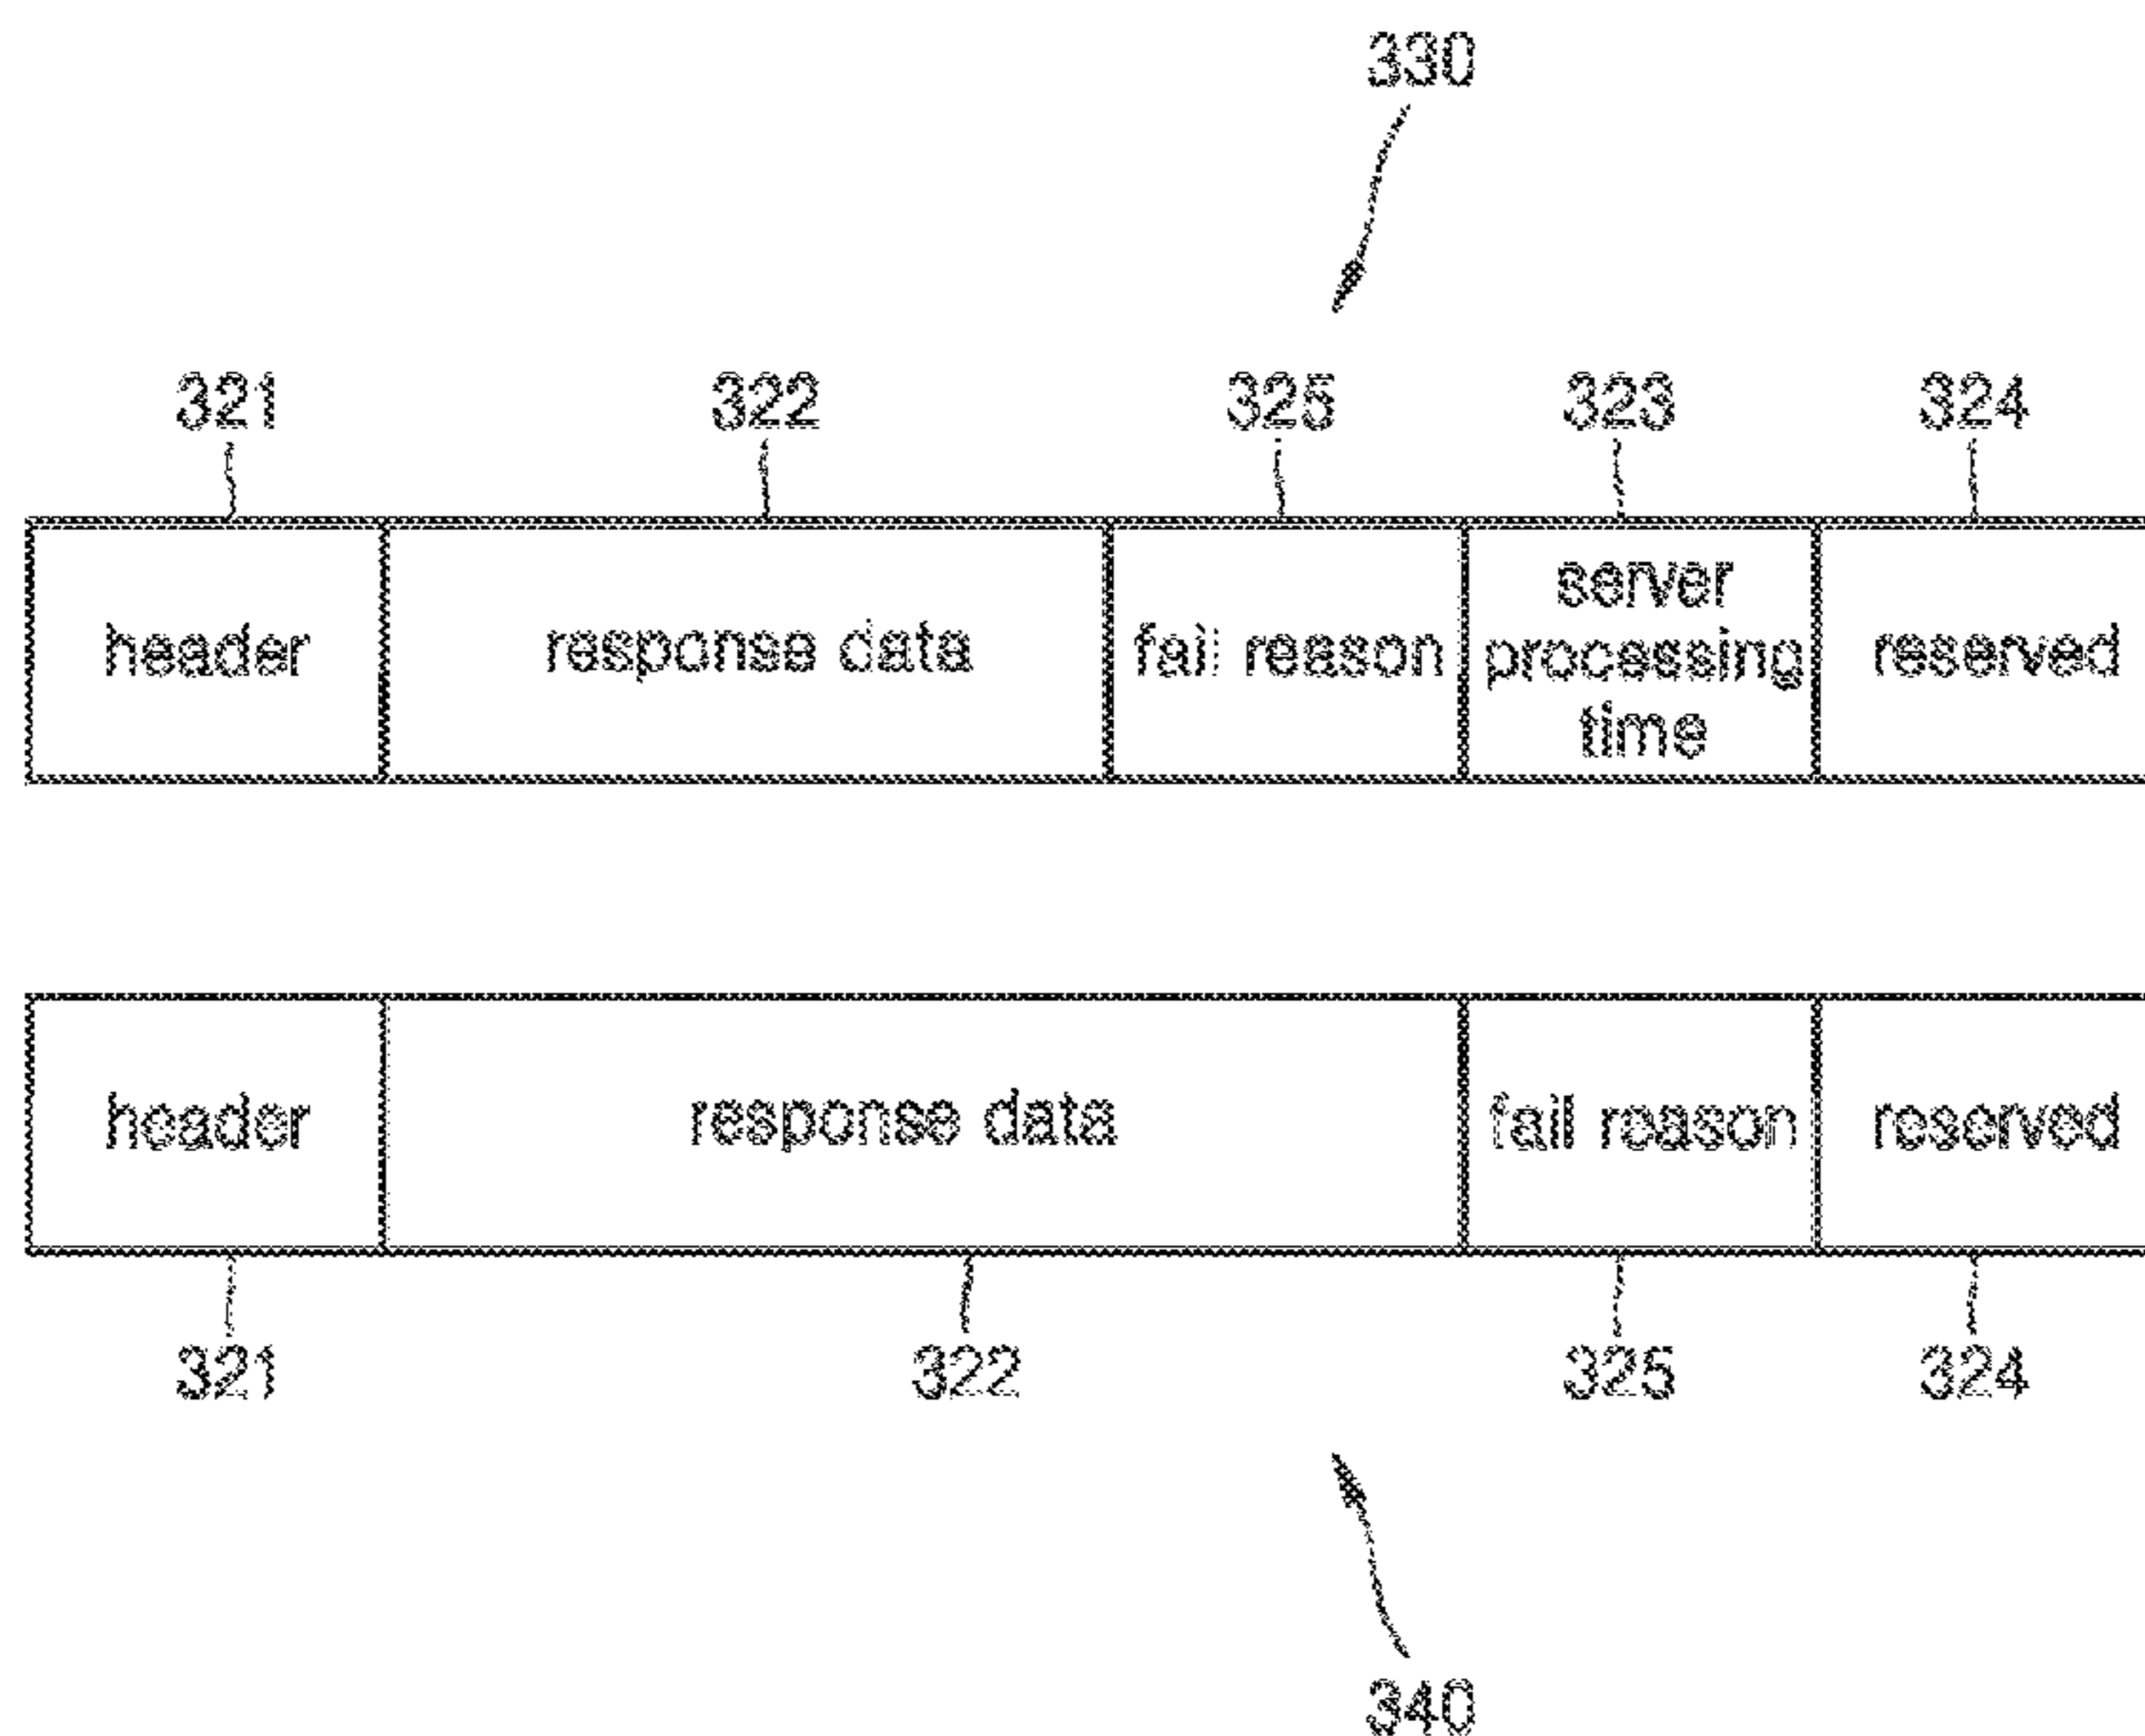 330
321 322 325 323 324
header response data fail reason server processing time reserved
header response data fail reason reserved
321 322 325 324
340